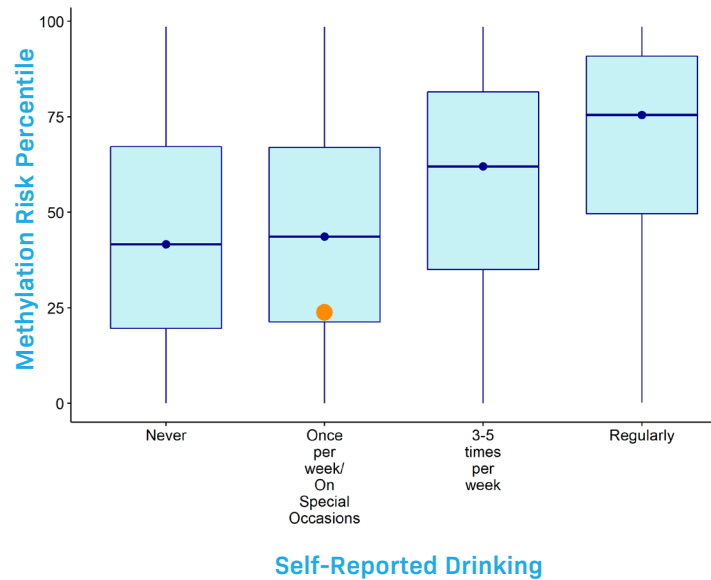 Methylation Risk Percentile
100
75
50
25
0
Never
Once
per
week/
On
Special
Occasions
3-5
times
per
week
Regularly
Self-Reported Drinking